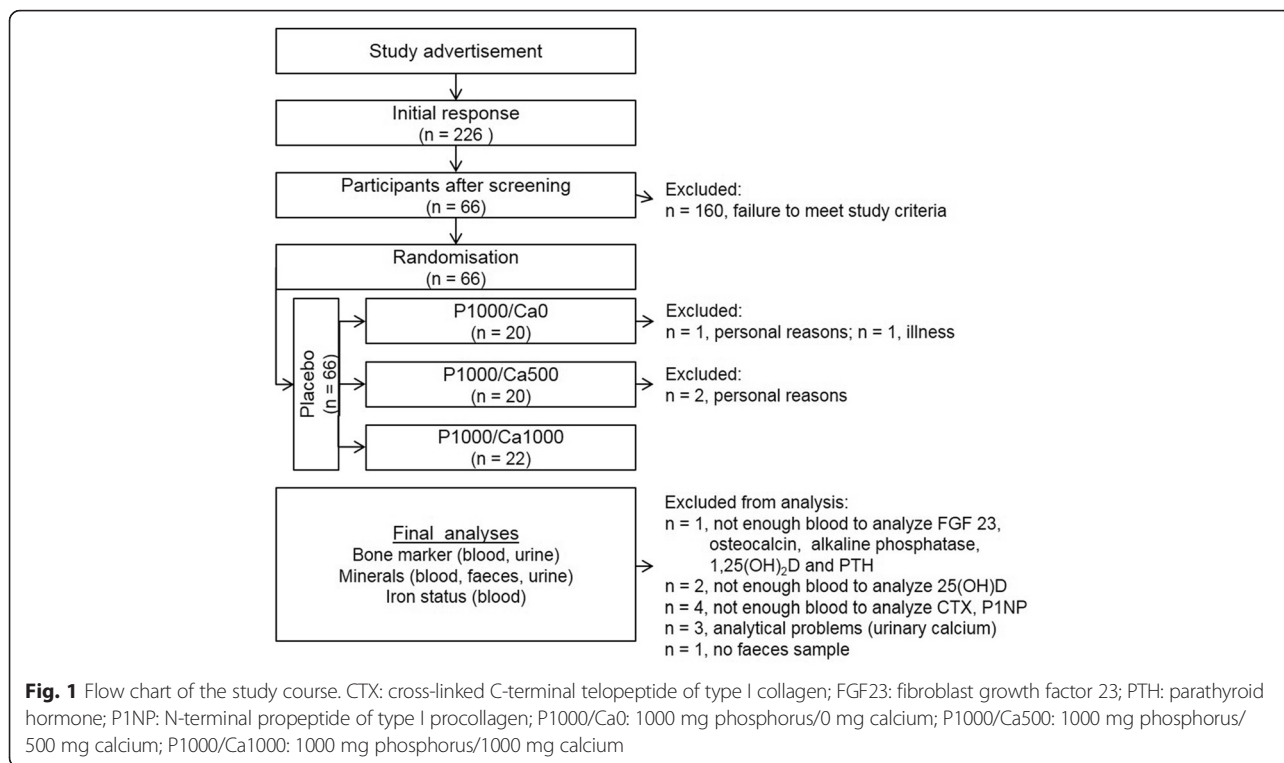 Study advertisement
Initial response
(n = 226 )
Participants after screening
(n = 66)
Excluded:
n = 160, failure to meet study criteria
Randomisation
(n = 66)
Placebo
(n = 66)
P1000/Ca0
(n = 20)
Excluded:
n = 1, personal reasons; n = 1, illness
P1000/Ca500
(n = 20)
Excluded:
n = 2, personal reasons
P1000/Ca1000
(n = 22)
Final analyses
Bone marker (blood, urine)
Minerals (blood, faeces, urine)
Iron status (blood)
Excluded from analysis:
n = 1, not enough blood to analyze FGF 23,
osteocalcin, alkaline phosphatase,
1,25(OH)₂D and PTH
n = 2, not enough blood to analyze 25(OH)D
n = 4, not enough blood to analyze CTX, P1NP
n = 3, analytical problems (urinary calcium)
n = 1, no faeces sample
Fig. 1 Flow chart of the study course. CTX: cross-linked C-terminal telopeptide of type I collagen; FGF23: fibroblast growth factor 23; PTH: parathyroid
hormone; P1NP: N-terminal propeptide of type I procollagen; P1000/Ca0: 1000 mg phosphorus/0 mg calcium; P1000/Ca500: 1000 mg phosphorus/
500 mg calcium; P1000/Ca1000: 1000 mg phosphorus/1000 mg calcium